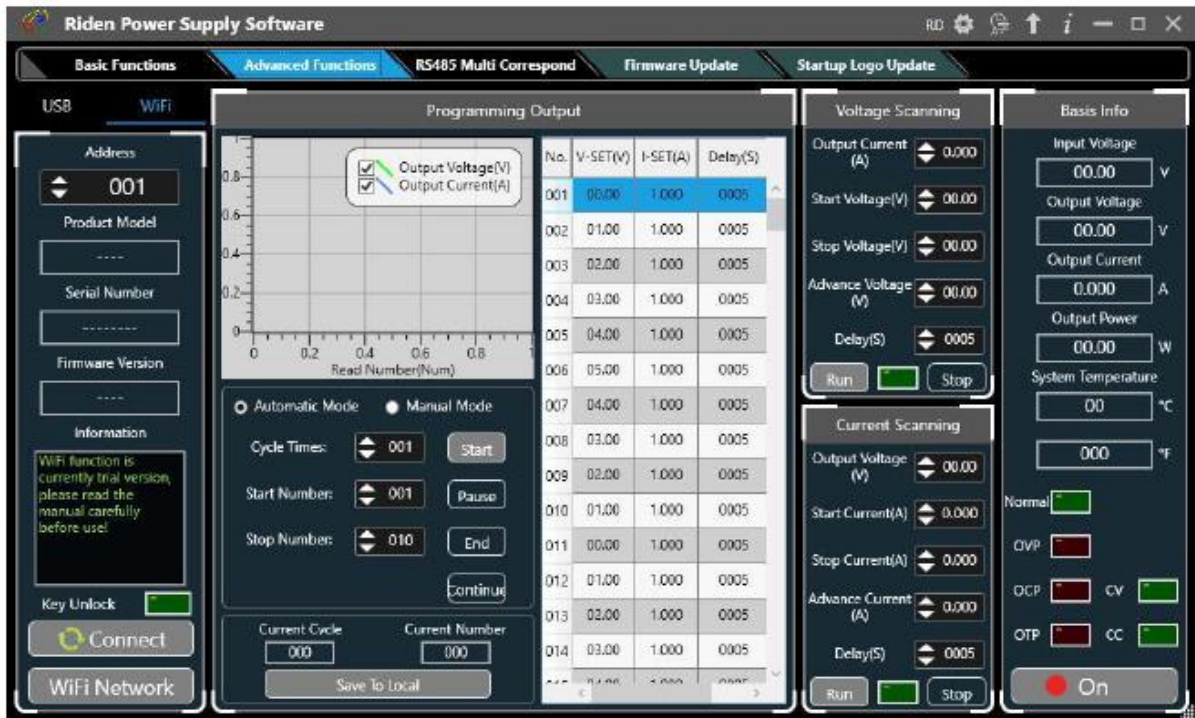 Riden Power Supply Software
RD
Basic Functions
Advanced Functions
RS485 Multi Correspond
Firmware Update
Startup Logo Update
USB
WiFi
Address
001
Product Model
----
Serial Number
--------
Firmware Version
----
Information
WiFi function is
currently trial version,
please read the
manual carefully
before use!
Key Unlock
Connect
WiFi Network
Programming Output
1
0.8
0.6
0.4
0.2
0
0 0.2 0.4 0.6 0.8 1
Read Number(Num)
Output Voltage(V)
Output Current(A)
Automatic Mode
Manual Mode
Cycle Times: 001
Start
Start Number: 001
Pause
Stop Number: 010
End
Continue
Current Cycle
000
Current Number
000
Save To Local
No. V-SET(V) I-SET(A) Delay(S)
001 00.00 1.000 0005
002 01.00 1.000 0005
003 02.00 1.000 0005
004 03.00 1.000 0005
005 04.00 1.000 0005
006 05.00 1.000 0005
007 04.00 1.000 0005
008 03.00 1.000 0005
009 02.00 1.000 0005
010 01.00 1.000 0005
011 00.00 1.000 0005
012 01.00 1.000 0005
013 02.00 1.000 0005
014 03.00 1.000 0005
Voltage Scanning
Output Current
(A)
0.000
Start Voltage(V) 00.00
Stop Voltage(V) 00.00
Advance Voltage
(V)
00.00
Delay(S) 0005
Run
Stop
Current Scanning
Output Voltage
(V)
00.00
Start Current(A) 0.000
Stop Current(A) 0.000
Advance Current
(A)
0.000
Delay(S) 0005
Run
Stop
Basis Info
Input Voltage
00.00 V
Output Voltage
00.00 V
Output Current
0.000 A
Output Power
00.00 W
System Temperature
00 °C
000 °F
Normal
OVP
OCP
CV
OTP
CC
On